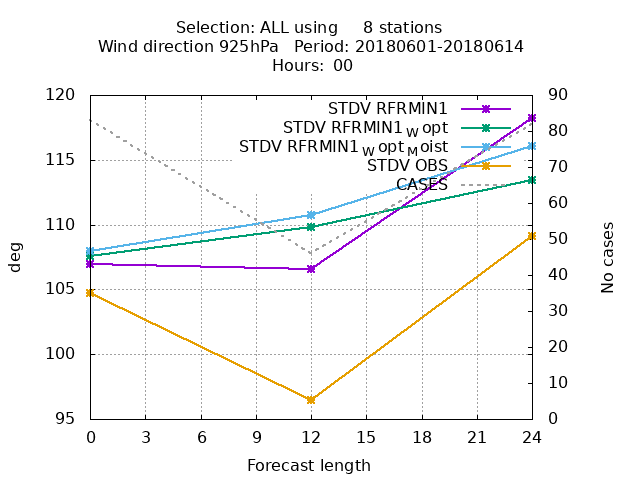 Selection: ALL using     8 stations
Wind direction 925hPa   Period: 20180601-20180614
Hours:  00
120
115
110
105
100
95
90
80
70
60
50
40
30
20
10
0
STDV RFRMIN1
STDV RFRMIN1_W opt
STDV RFRMIN1_W opt_M oist
STDV OBS
CASES
deg
No cases
0 3 6 9 12 15 18 21 24
Forecast length